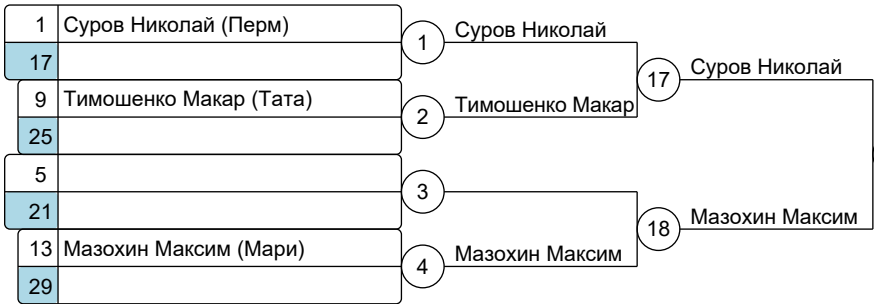 1 Суров Николай (Перм)
17
1 Суров Николай
9 Тимошенко Макар (Тата)
25
2 Тимошенко Макар
17 Суров Николай
5
21
3
13 Мазохин Максим (Мари)
29
4 Мазохин Максим
18 Мазохин Максим